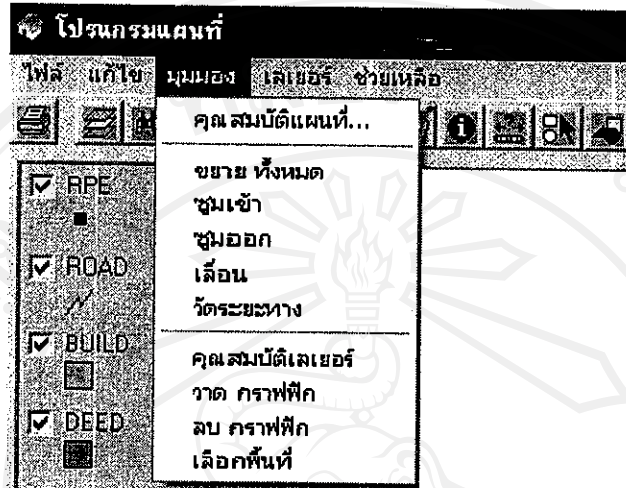 โปรแกรมแผนที่
ไฟล์ แก้ไข มุมมอง เลเยอร์ ช่วยเหลือ
คุณสมบัติแผนที่...
ขยาย ทั้งหมด
ซูมเข้า
ซูมออก
เลื่อน
วัดระยะทาง
คุณสมบัติเลเยอร์
วาด กราฟฟิก
ลบ กราฟฟิก
เลือกพื้นที่
RPE
ROAD
BUILD
DEED